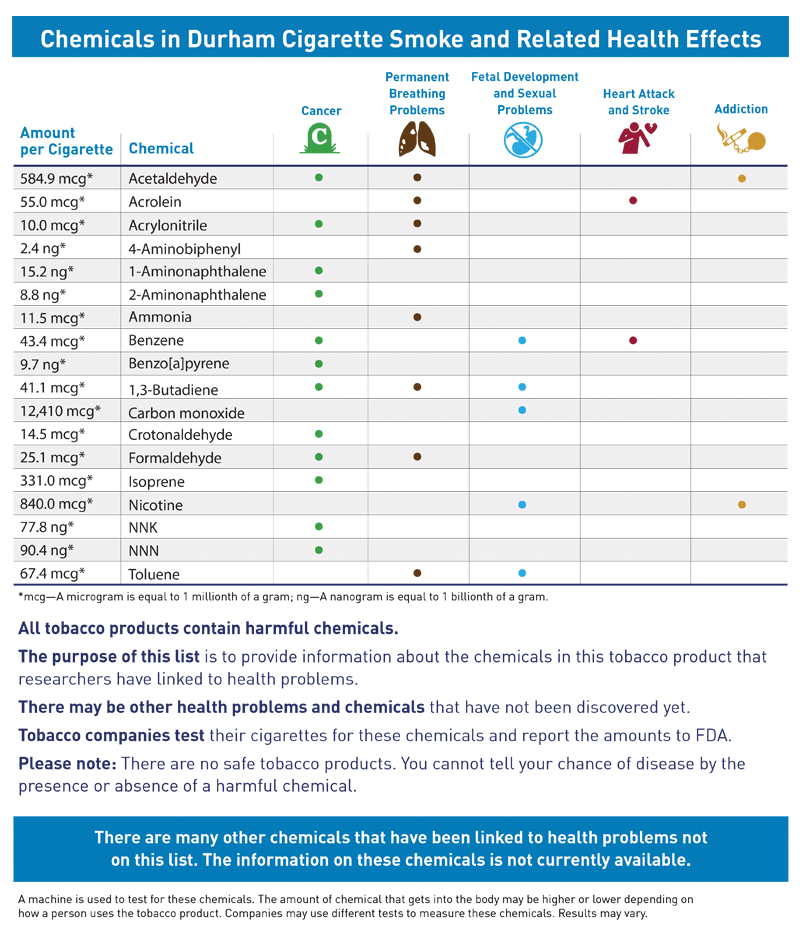 Chemicals in Durham Cigarette Smoke and Related Health Effects
Amount
per Cigarette
Chemical
Cancer
Permanent
Breathing
Problems
Fetal Development
and Sexual
Problems
Heart Attack
and Stroke
Addiction
C
584.9 mcg* Acetaldehyde • • •
55.0 mcg* Acrolein • •
10.0 mcg* Acrylonitrile • •
2.4 ng* 4-Aminobiphenyl •
15.2 ng* 1-Aminonaphthalene •
8.8 ng* 2-Aminonaphthalene •
11.5 mcg* Ammonia •
43.4 mcg* Benzene • • •
9.7 ng* Benzo[a]pyrene •
41.1 mcg* 1,3-Butadiene • • •
12,410 mcg* Carbon monoxide •
14.5 mcg* Crotonaldehyde •
25.1 mcg* Formaldehyde • •
331.0 mcg* Isoprene •
840.0 mcg* Nicotine • •
77.8 ng* NNK •
90.4 ng* NNN •
67.4 mcg* Toluene • •
*mcg—A microgram is equal to 1 millionth of a gram; ng—A nanogram is equal to 1 billionth of a gram.
All tobacco products contain harmful chemicals.
The purpose of this list is to provide information about the chemicals in this tobacco product that
researchers have linked to health problems.
There may be other health problems and chemicals that have not been discovered yet.
Tobacco companies test their cigarettes for these chemicals and report the amounts to FDA.
Please note: There are no safe tobacco products. You cannot tell your chance of disease by the
presence or absence of a harmful chemical.
There are many other chemicals that have been linked to health problems not
on this list. The information on these chemicals is not currently available.
A machine is used to test for these chemicals. The amount of chemical that gets into the body may be higher or lower depending on
how a person uses the tobacco product. Companies may use different tests to measure these chemicals. Results may vary.